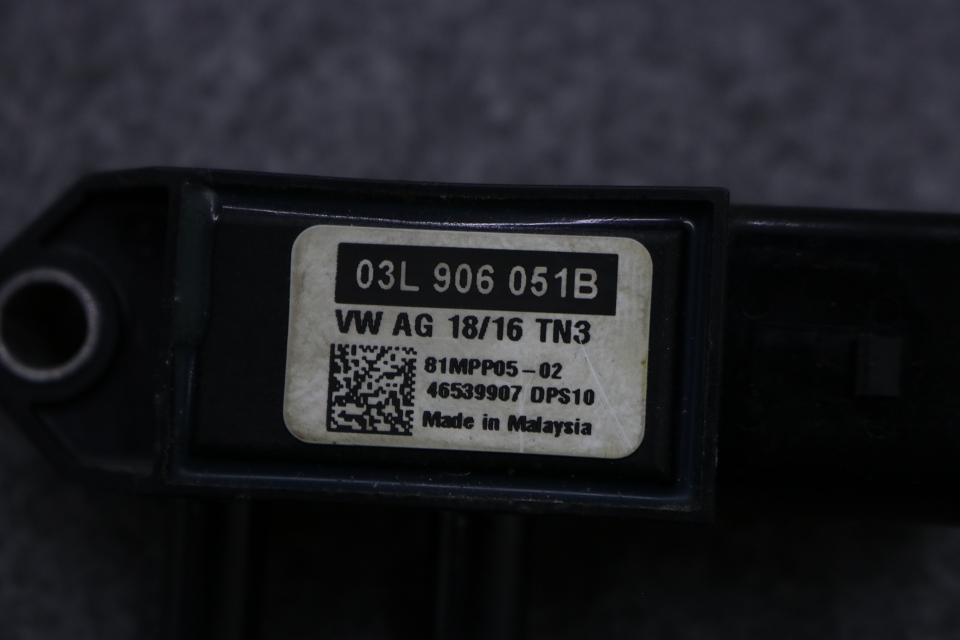 03L 906 051B
VW AG 18/16 TN3
81MPP05-02
46539907 DPS10
Made in Malaysia